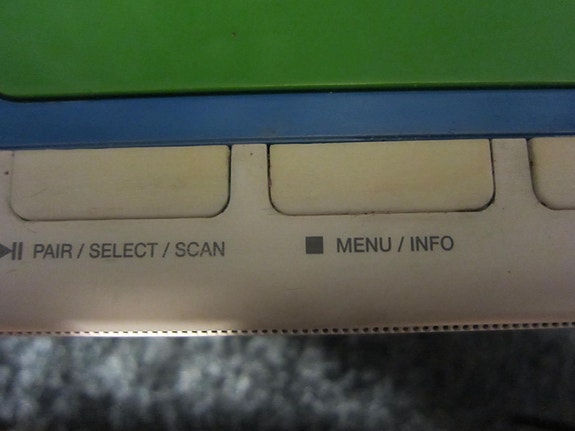 PAIR / SELECT / SCAN
MENU / INFO